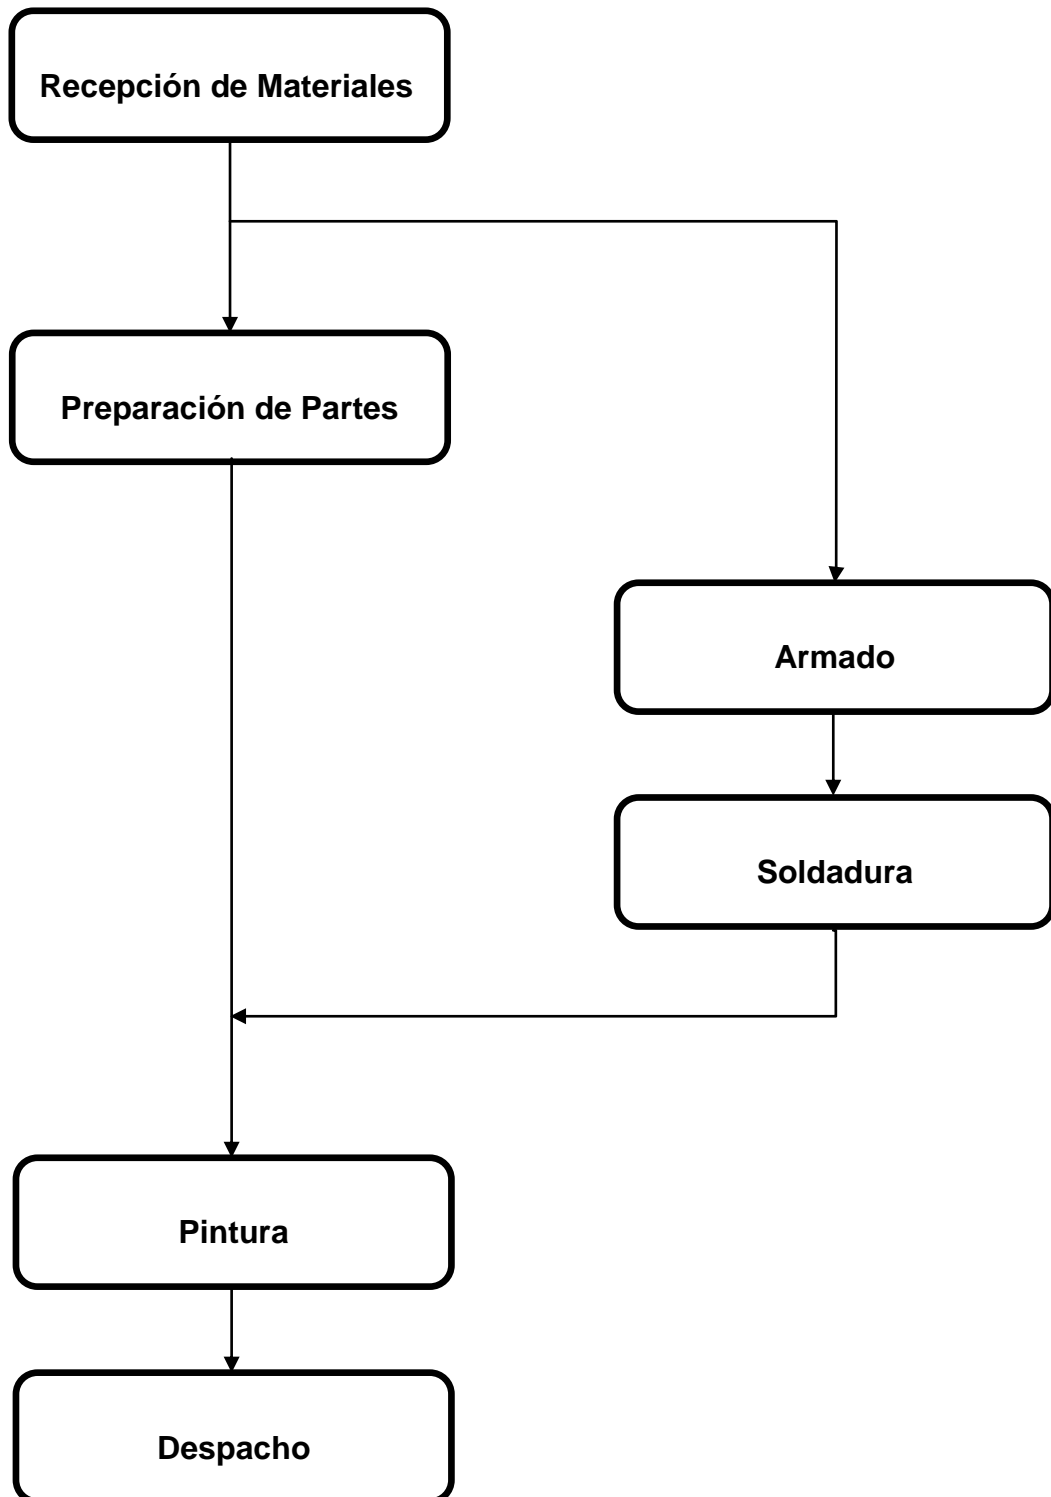 Recepción de Materiales
Preparación de Partes
Armado
Soldadura
Pintura
Despacho